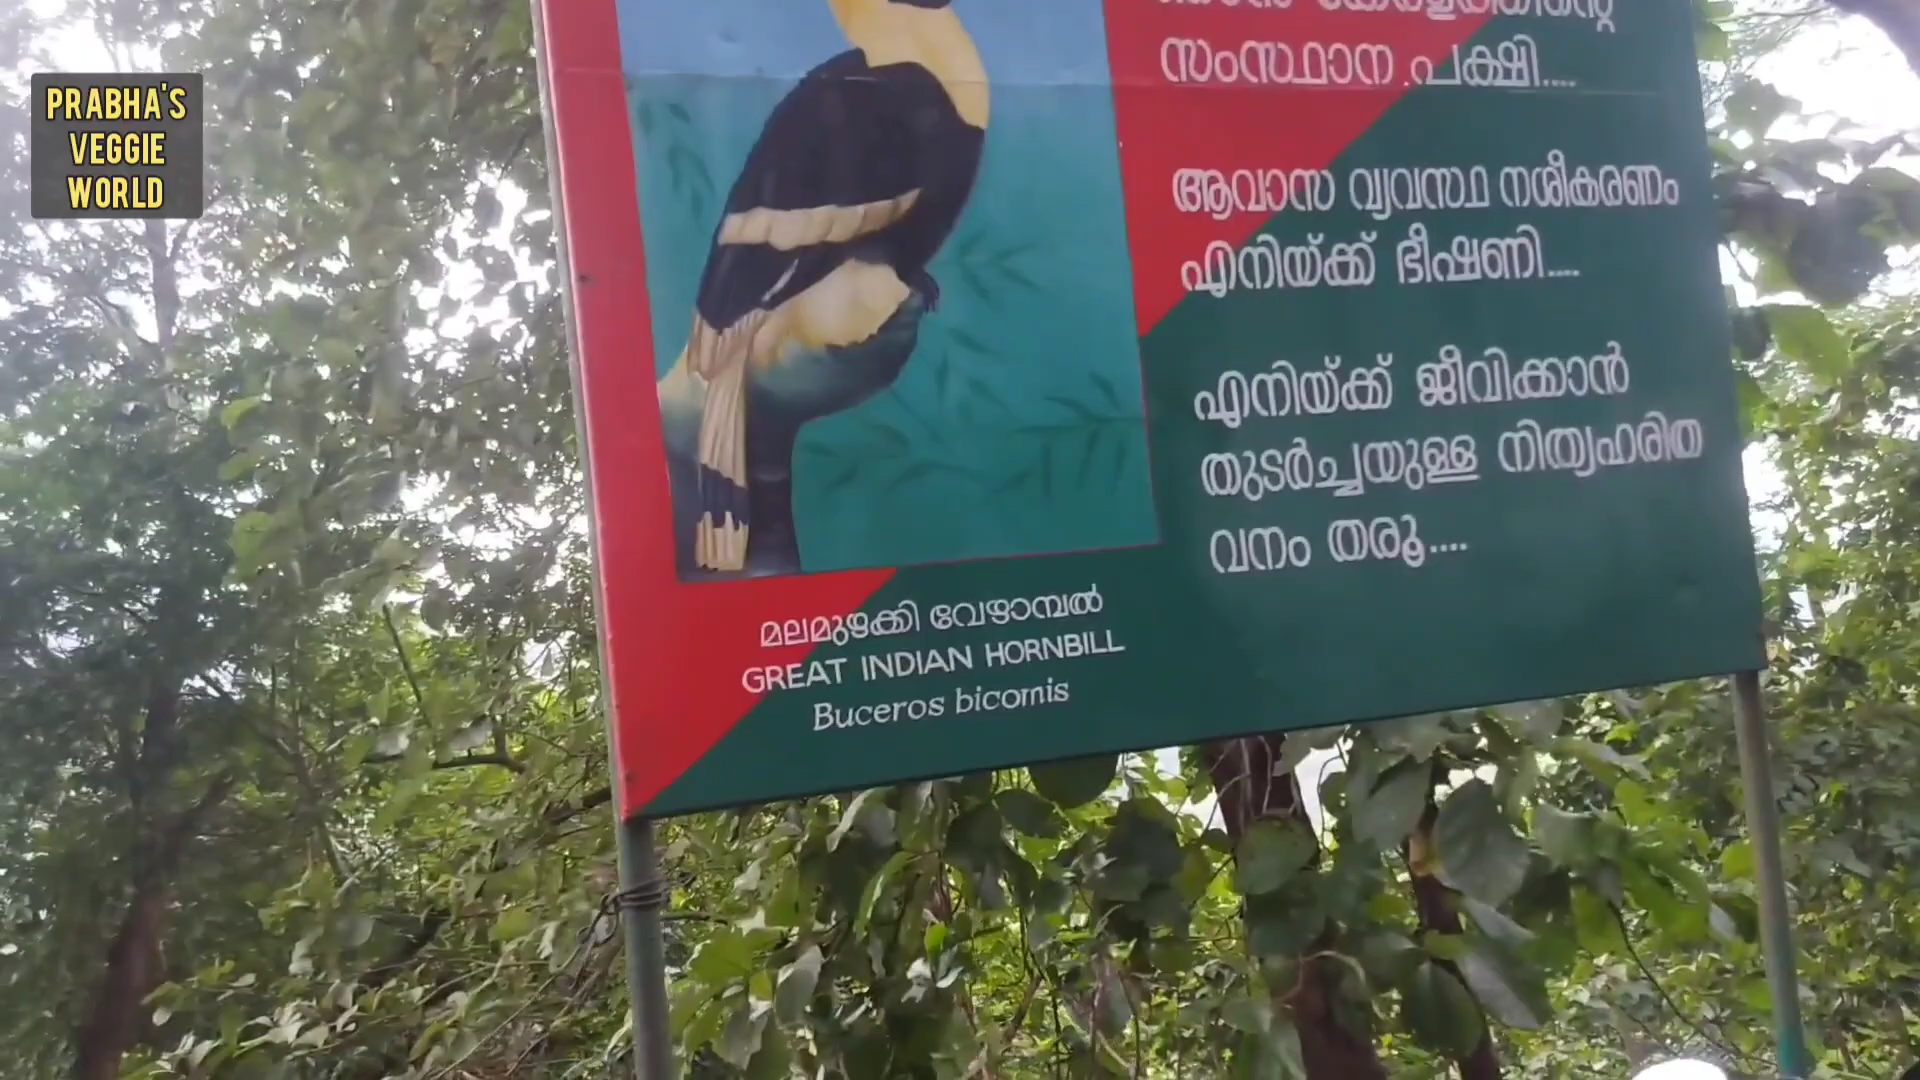 PRABHA'S
VEGGIE
WORLD
കേരളത്തിന്റെ
സംസ്ഥാന പക്ഷി....
ആവാസ വ്യവസ്ഥ നശീകരണം
എനിയ്ക്ക് ഭീഷണി....
എനിയ്ക്ക് ജീവിക്കാൻ
തുടർച്ചയുള്ള നിത്യഹരിത
വനം തരൂ....
മലമുഴക്കി വേഴാമ്പൽ
GREAT INDIAN HORNBILL
Buceros bicornis